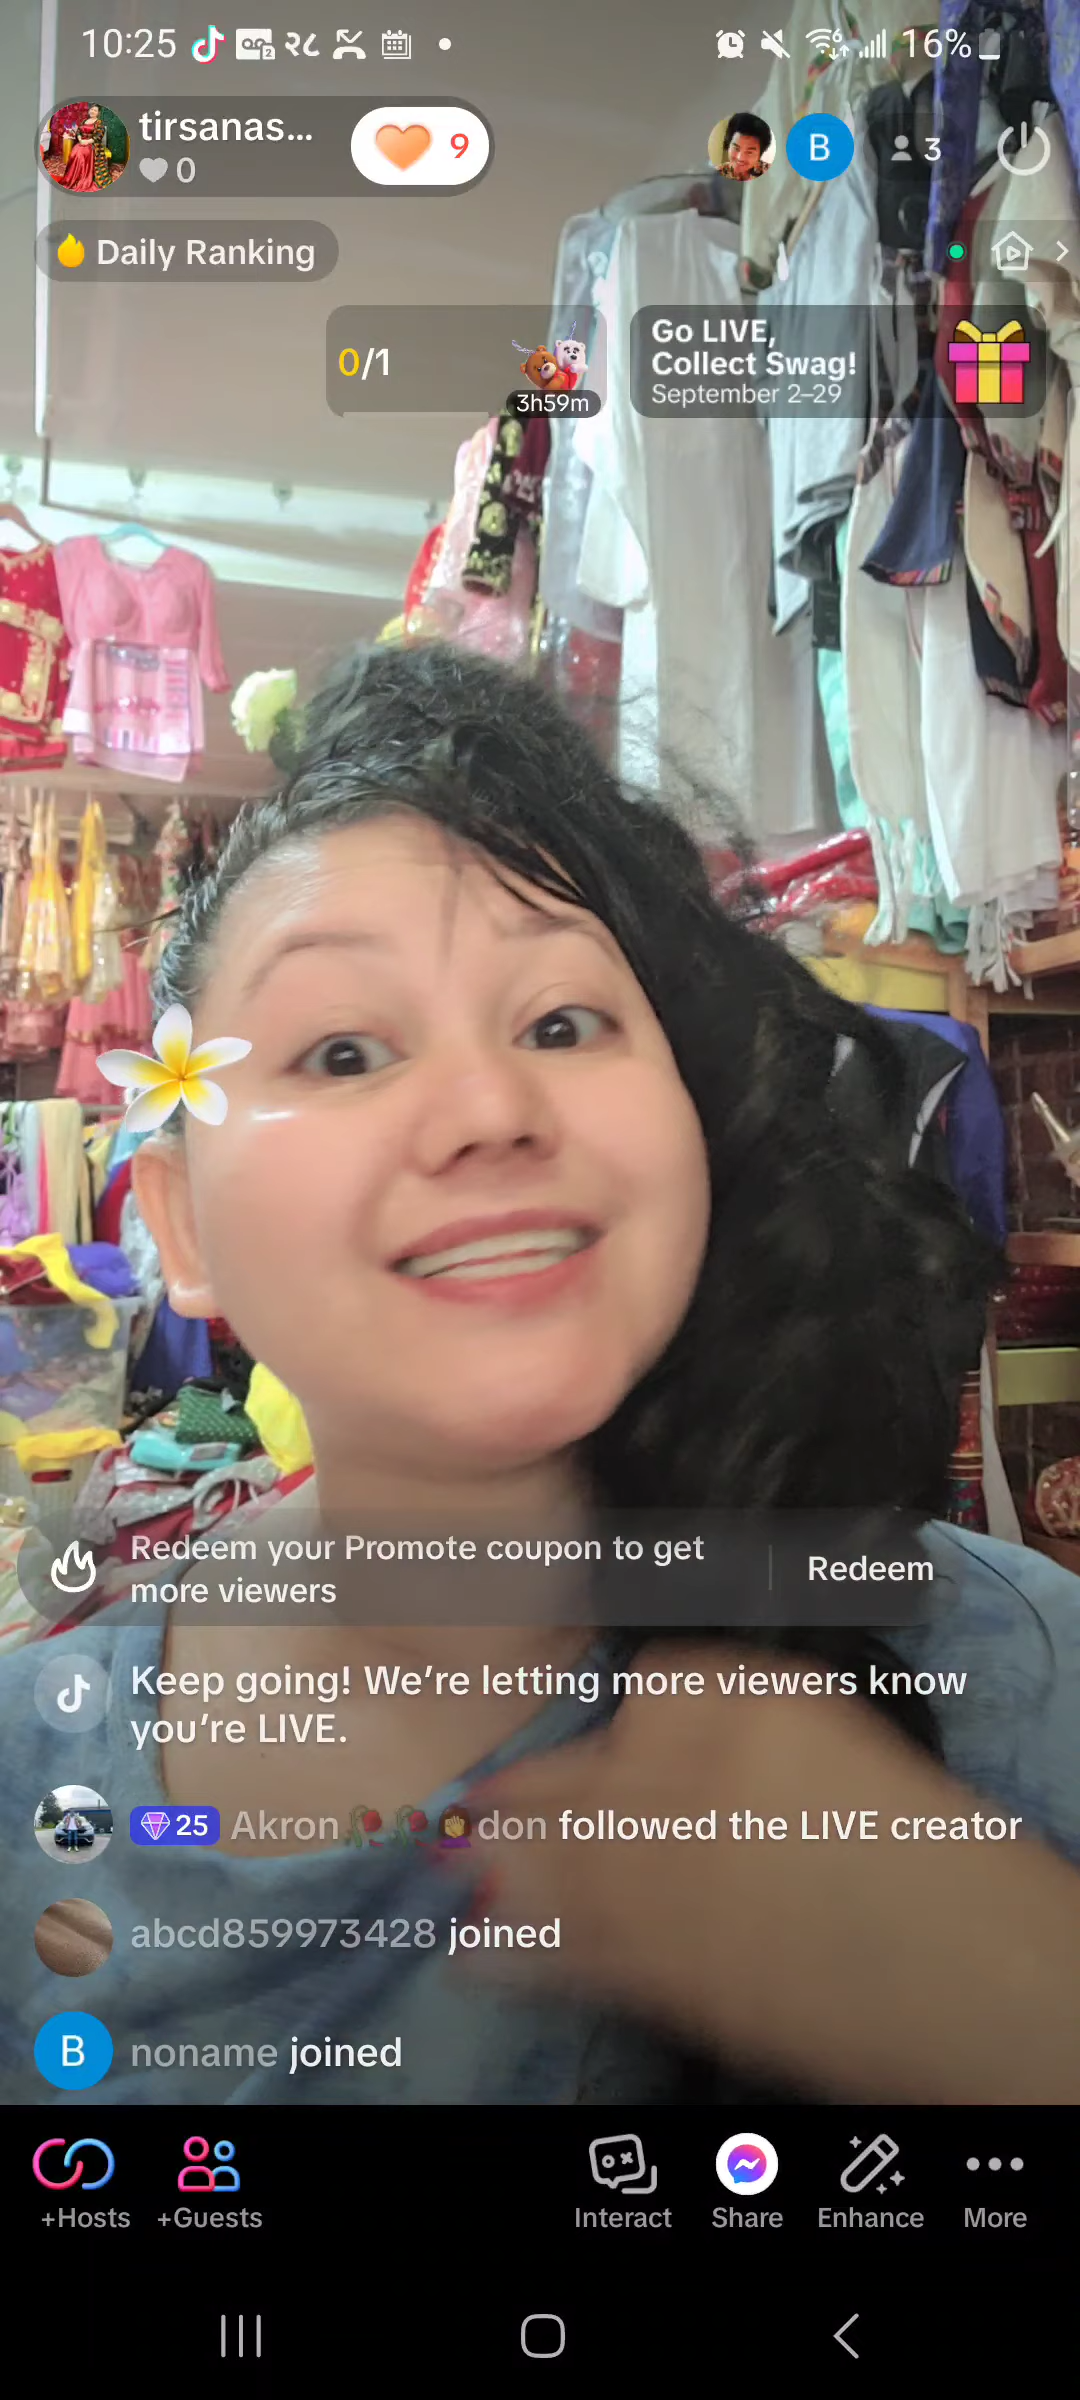 10:25
२८
16%
tirsanas...
0
9
B
3
Daily Ranking
0/1
3h59m
Go LIVE,
Collect Swag!
September 2–29
Redeem your Promote coupon to get
more viewers
Redeem
Keep going! We're letting more viewers know
you're LIVE.
25 Akron🥀🥀🤦‍♀️don followed the LIVE creator
abcd859973428 joined
B
noname joined
+Hosts
+Guests
Interact
Share
Enhance
More